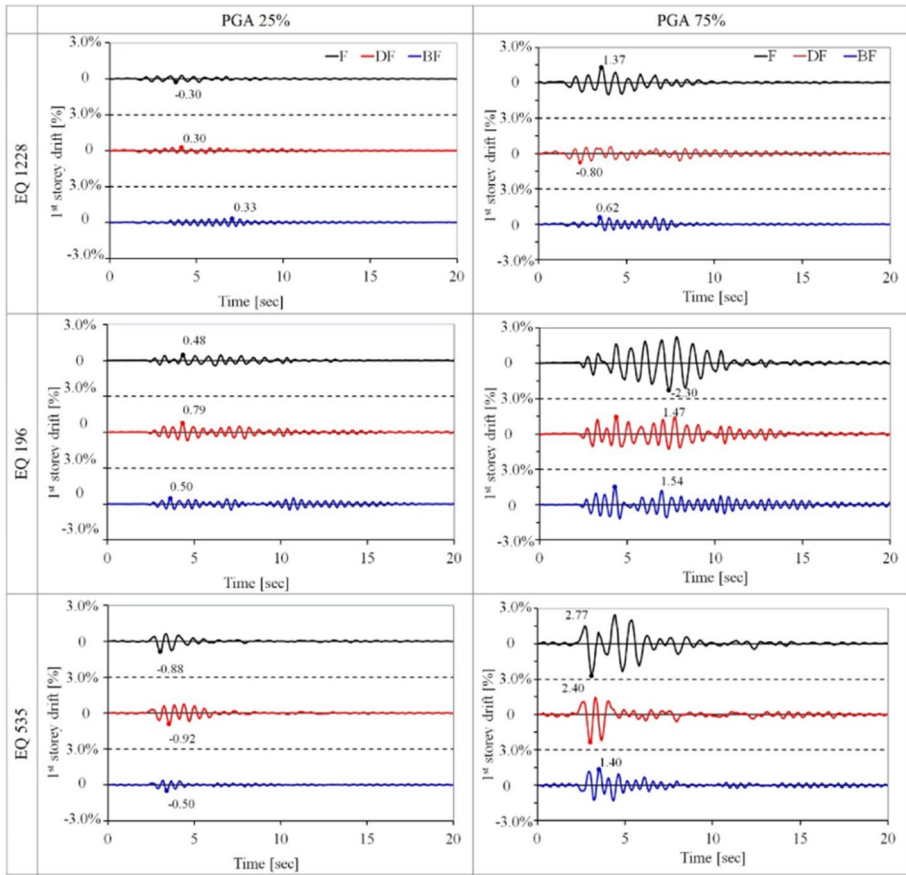 PGA 25%
PGA 75%
EQ 1228
1st storey drift [%]
3.0%
0
3.0%
0
3.0%
0
-3.0%
F DF BF
-0.30
0.30
0.33
0 5 10 15 20
Time [sec]
1st storey drift [%]
3.0%
0
3.0%
0
3.0%
0
-3.0%
F DF BF
1.37
-0.80
0.62
0 5 10 15 20
Time [sec]
EQ 196
1st storey drift [%]
3.0%
0
3.0%
0
3.0%
0
-3.0%
0.48
0.79
0.50
0 5 10 15 20
Time [sec]
1st storey drift [%]
3.0%
0
3.0%
0
3.0%
0
-3.0%
-2.30
1.47
1.54
0 5 10 15 20
Time [sec]
EQ 535
1st storey drift [%]
3.0%
0
3.0%
0
3.0%
0
-3.0%
-0.88
-0.92
-0.50
0 5 10 15 20
Time [sec]
1st storey drift [%]
3.0%
0
3.0%
0
3.0%
0
-3.0%
2.77
2.40
1.40
0 5 10 15 20
Time [sec]